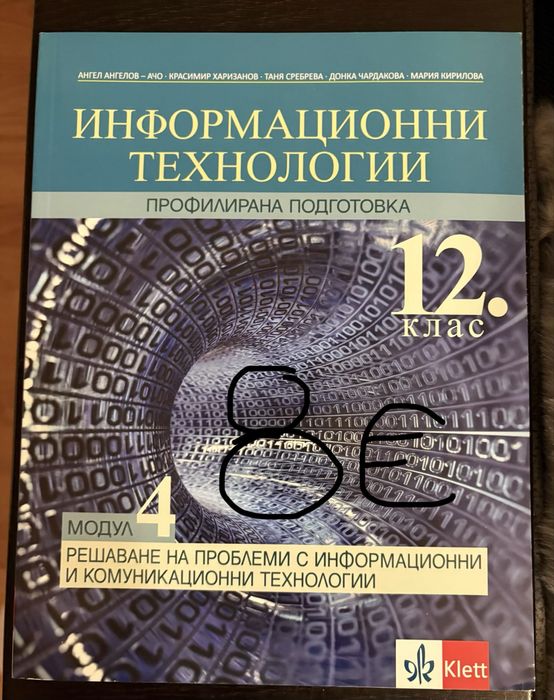 АНГЕЛ АНГЕЛОВ – АЧО · КРАСИМИР ХАРИЗАНОВ · ТАНЯ СРЕБРЕВА · ДОНКА ЧАРДАКОВА · МАРИЯ КИРИЛОВА
ИНФОРМАЦИОННИ
ТЕХНОЛОГИИ
ПРОФИЛИРАНА ПОДГОТОВКА
12.
клас
8Е
МОДУЛ 4
РЕШАВАНЕ НА ПРОБЛЕМИ С ИНФОРМАЦИОННИ
И КОМУНИКАЦИОННИ ТЕХНОЛОГИИ
Klett